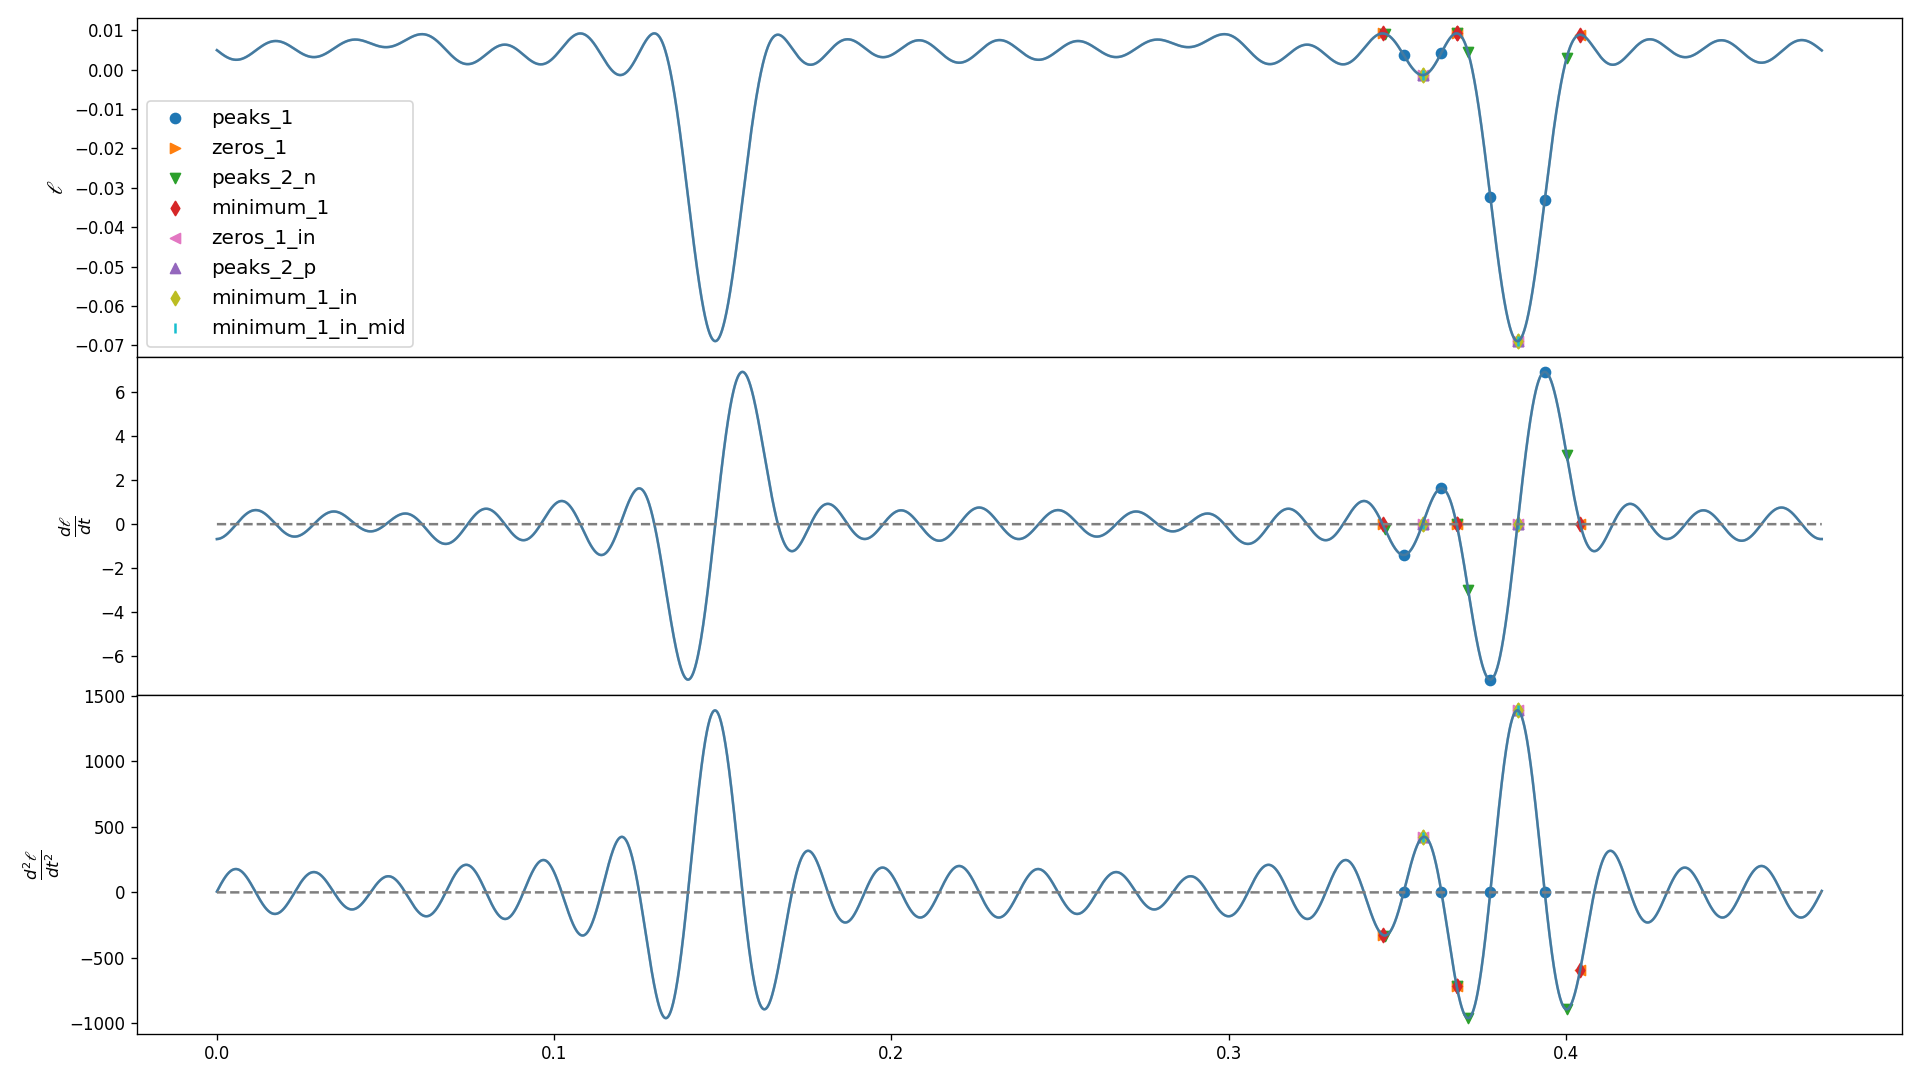 0.01
0.00
−0.01
−0.02
−0.03
−0.04
−0.05
−0.06
−0.07
ℓ
peaks_1
zeros_1
peaks_2_n
minimum_1
zeros_1_in
peaks_2_p
minimum_1_in
minimum_1_in_mid
6
4
2
0
−2
−4
−6
dℓ
dt
1500
1000
500
0
−500
−1000
d²ℓ
dt²
0.0 0.1 0.2 0.3 0.4